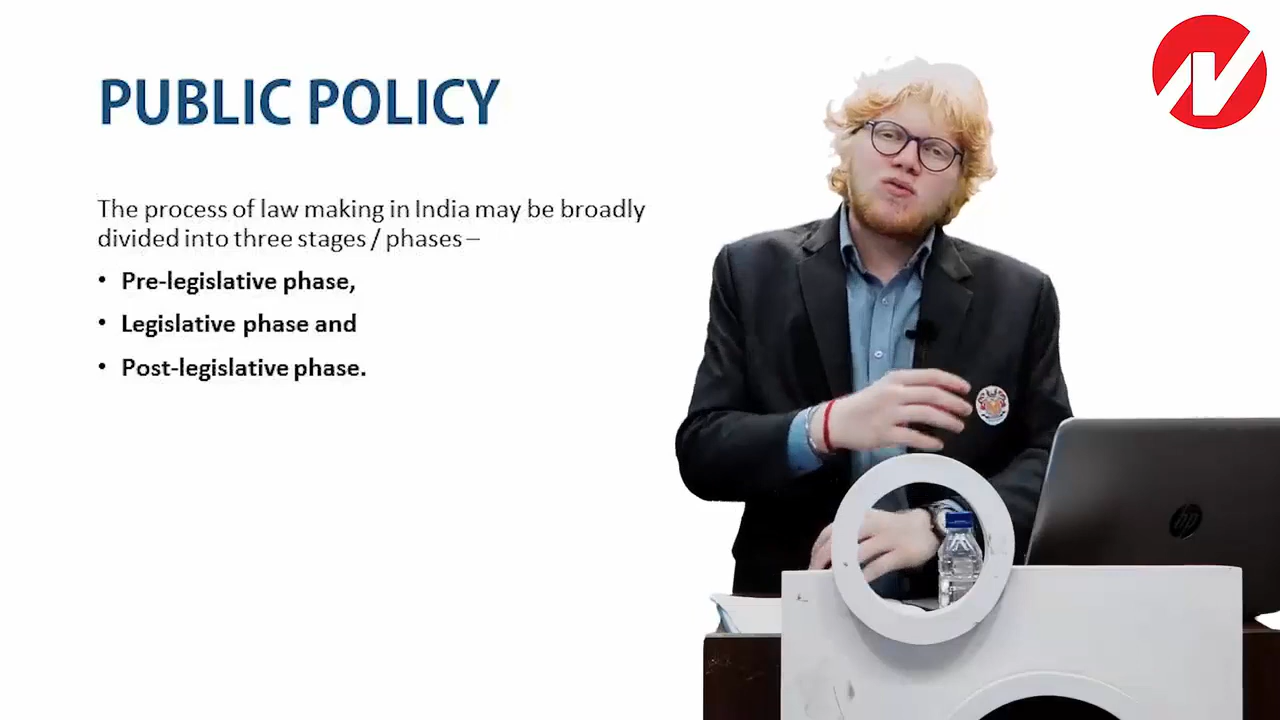 PUBLIC POLICY
The process of law making in India may be broadly
divided into three stages / phases –
• Pre-legislative phase,
• Legislative phase and
• Post-legislative phase.
hp